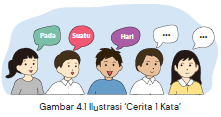 Pada
Suatu
Hari
...
...
Gambar 4.1 Ilustrasi 'Cerita 1 Kata'